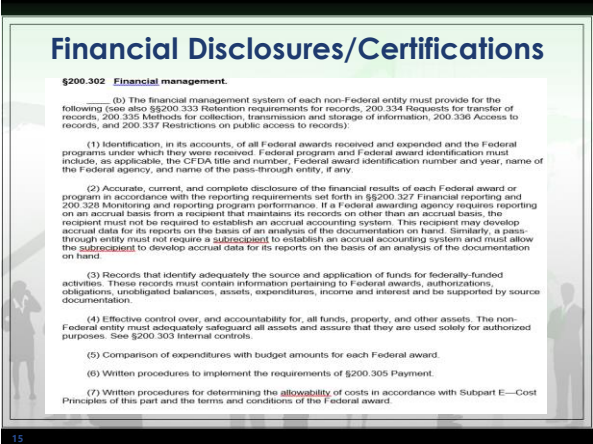 Financial Disclosures/Certifications
§200.302 Financial management.
____ (b) The financial management system of each non-Federal entity must provide for the
following (see also §§200.333 Retention requirements for records, 200.334 Requests for transfer of
records, 200.335 Methods for collection, transmission and storage of information, 200.336 Access to
records, and 200.337 Restrictions on public access to records):
(1) Identification, in its accounts, of all Federal awards received and expended and the Federal
programs under which they were received. Federal program and Federal award identification must
include, as applicable, the CFDA title and number, Federal award identification number and year, name of
the Federal agency, and name of the pass-through entity, if any.
(2) Accurate, current, and complete disclosure of the financial results of each Federal award or
program in accordance with the reporting requirements set forth in §§200.327 Financial reporting and
200.328 Monitoring and reporting program performance. If a Federal awarding agency requires reporting
on an accrual basis from a recipient that maintains its records on other than an accrual basis, the
recipient must not be required to establish an accrual accounting system. This recipient may develop
accrual data for its reports on the basis of an analysis of the documentation on hand. Similarly, a pass-
through entity must not require a subrecipient to establish an accrual accounting system and must allow
the subrecipient to develop accrual data for its reports on the basis of an analysis of the documentation
on hand.
(3) Records that identify adequately the source and application of funds for federally-funded
activities. These records must contain information pertaining to Federal awards, authorizations,
obligations, unobligated balances, assets, expenditures, income and interest and be supported by source
documentation.
(4) Effective control over, and accountability for, all funds, property, and other assets. The non-
Federal entity must adequately safeguard all assets and assure that they are used solely for authorized
purposes. See §200.303 Internal controls.
(5) Comparison of expenditures with budget amounts for each Federal award.
(6) Written procedures to implement the requirements of §200.305 Payment.
(7) Written procedures for determining the allowability of costs in accordance with Subpart E—Cost
Principles of this part and the terms and conditions of the Federal award.
15